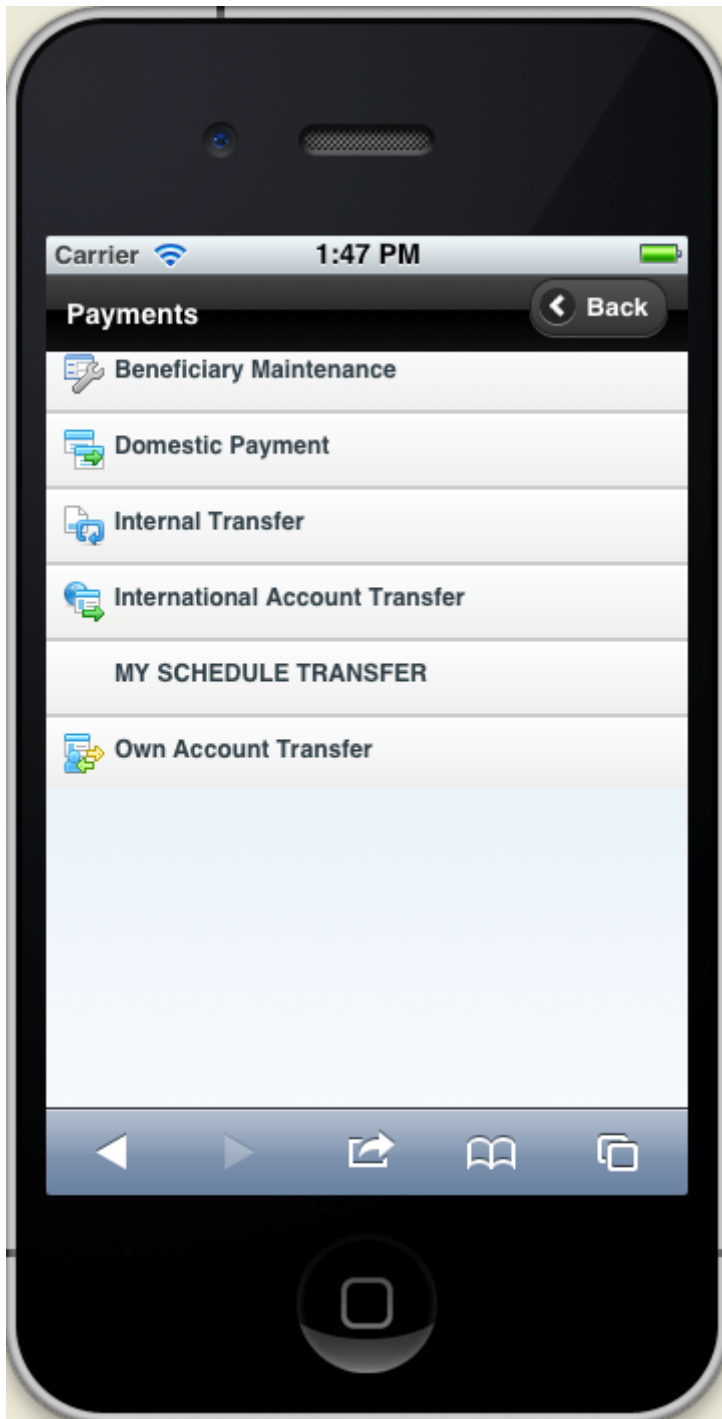 Carrier 1:47 PM
Payments Back
Beneficiary Maintenance
Domestic Payment
Internal Transfer
International Account Transfer
MY SCHEDULE TRANSFER
Own Account Transfer